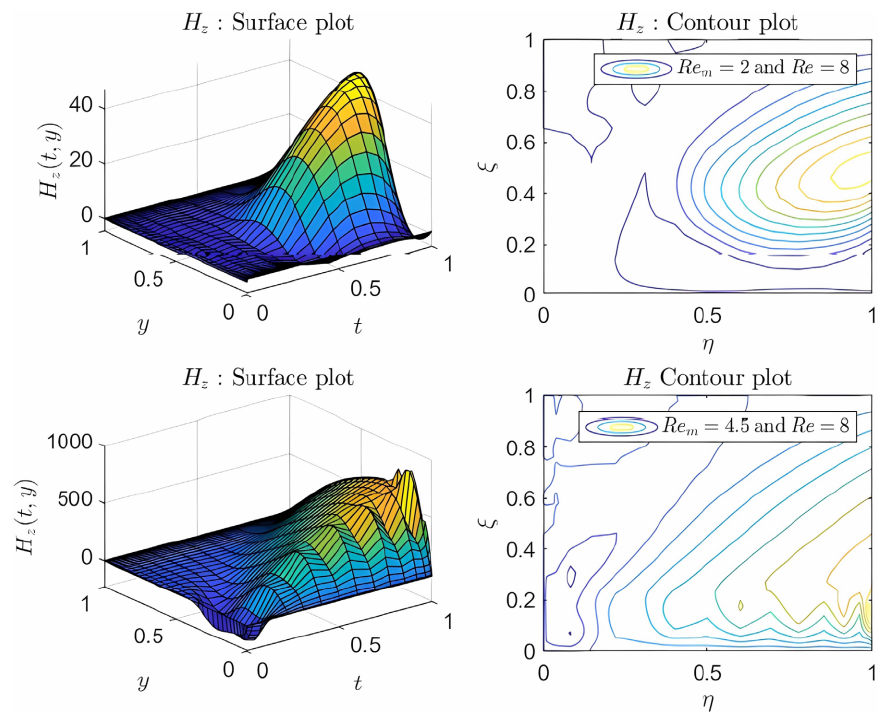 H_z : Surface plot
40
20
0
H_z(t, y)
1
0.5
0
y
0
0.5
1
t
H_z : Contour plot
Re_m = 2 and Re = 8
1
0.8
0.6
0.4
0.2
0
ξ
0
0.5
1
η
H_z : Surface plot
1000
500
0
H_z(t, y)
1
0.5
0
y
0
0.5
1
t
H_z Contour plot
Re_m = 4.5 and Re = 8
1
0.8
0.6
0.4
0.2
0
ξ
0
0.5
1
η